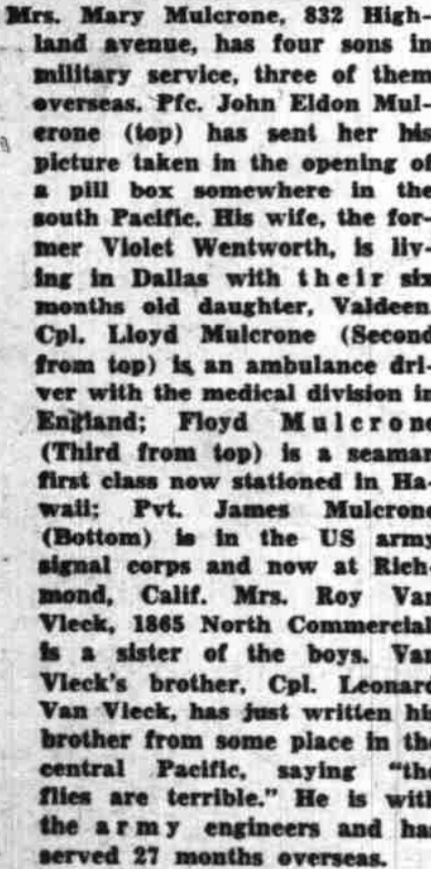 Mrs. Mary Mulcrone, 832 High-
land avenue, has four sons in
military service, three of them
overseas. Pfc. John Eldon Mul-
crone (top) has sent her his
picture taken in the opening of
a pill box somewhere in the
south Pacific. His wife, the for-
mer Violet Wentworth, is liv-
ing in Dallas with their six
months old daughter, Valdeen.
Cpl. Lloyd Mulcrone (Second
from top) is an ambulance dri-
ver with the medical division in
England; Floyd Mulcrone
(Third from top) is a seaman
first class now stationed in Ha-
waii; Pvt. James Mulcrone
(Bottom) is in the US army
signal corps and now at Rich-
mond, Calif. Mrs. Roy Van
Vleck, 1865 North Commercial
is a sister of the boys. Van
Vleck's brother, Cpl. Leonard
Van Vleck, has just written his
brother from some place in the
central Pacific, saying "the
flies are terrible." He is with
the army engineers and has
served 27 months overseas.